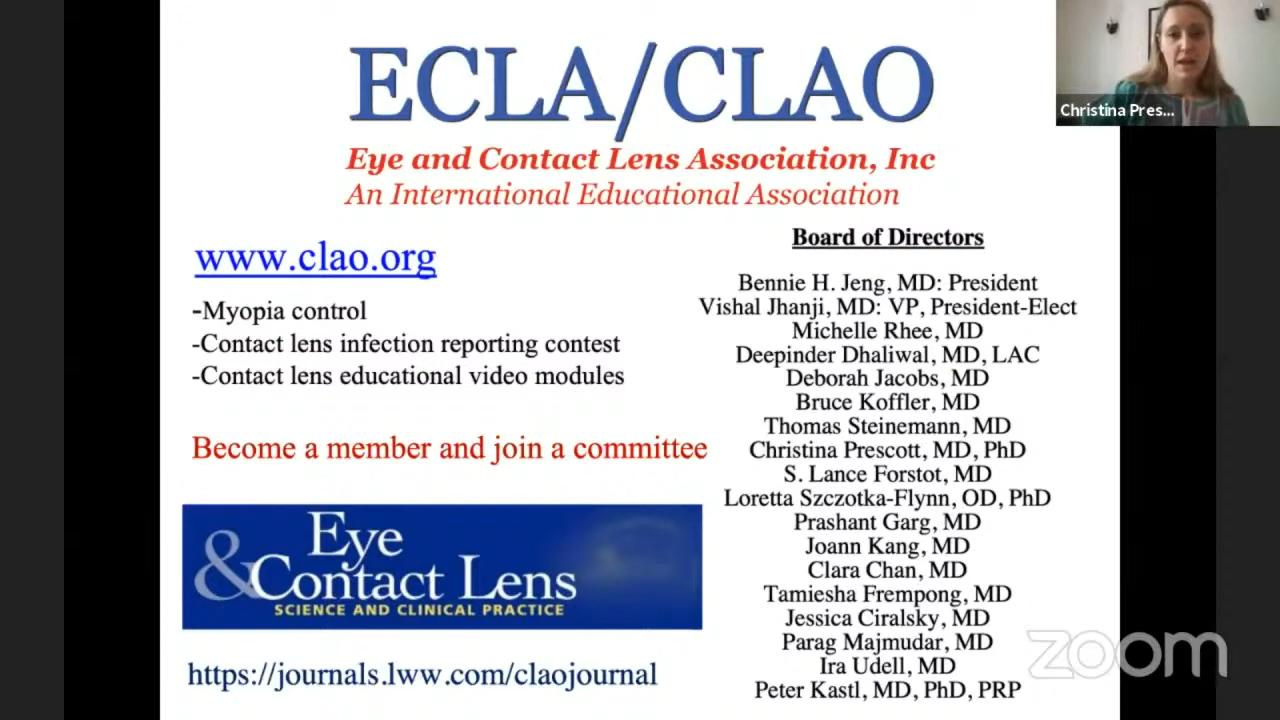 ECLA/CLAO
Eye and Contact Lens Association, Inc
An International Educational Association
Christina Pres...
www.clao.org
-Myopia control
-Contact lens infection reporting contest
-Contact lens educational video modules
Become a member and join a committee
Eye
& Contact Lens
SCIENCE AND CLINICAL PRACTICE
https://journals.lww.com/claojournal
Board of Directors
Bennie H. Jeng, MD: President
Vishal Jhanji, MD: VP, President-Elect
Michelle Rhee, MD
Deepinder Dhaliwal, MD, LAC
Deborah Jacobs, MD
Bruce Koffler, MD
Thomas Steinemann, MD
Christina Prescott, MD, PhD
S. Lance Forstot, MD
Loretta Szczotka-Flynn, OD, PhD
Prashant Garg, MD
Joann Kang, MD
Clara Chan, MD
Tamiesha Frempong, MD
Jessica Ciralsky, MD
Parag Majmudar, MD
Ira Udell, MD
Peter Kastl, MD, PhD, PRP
zoom